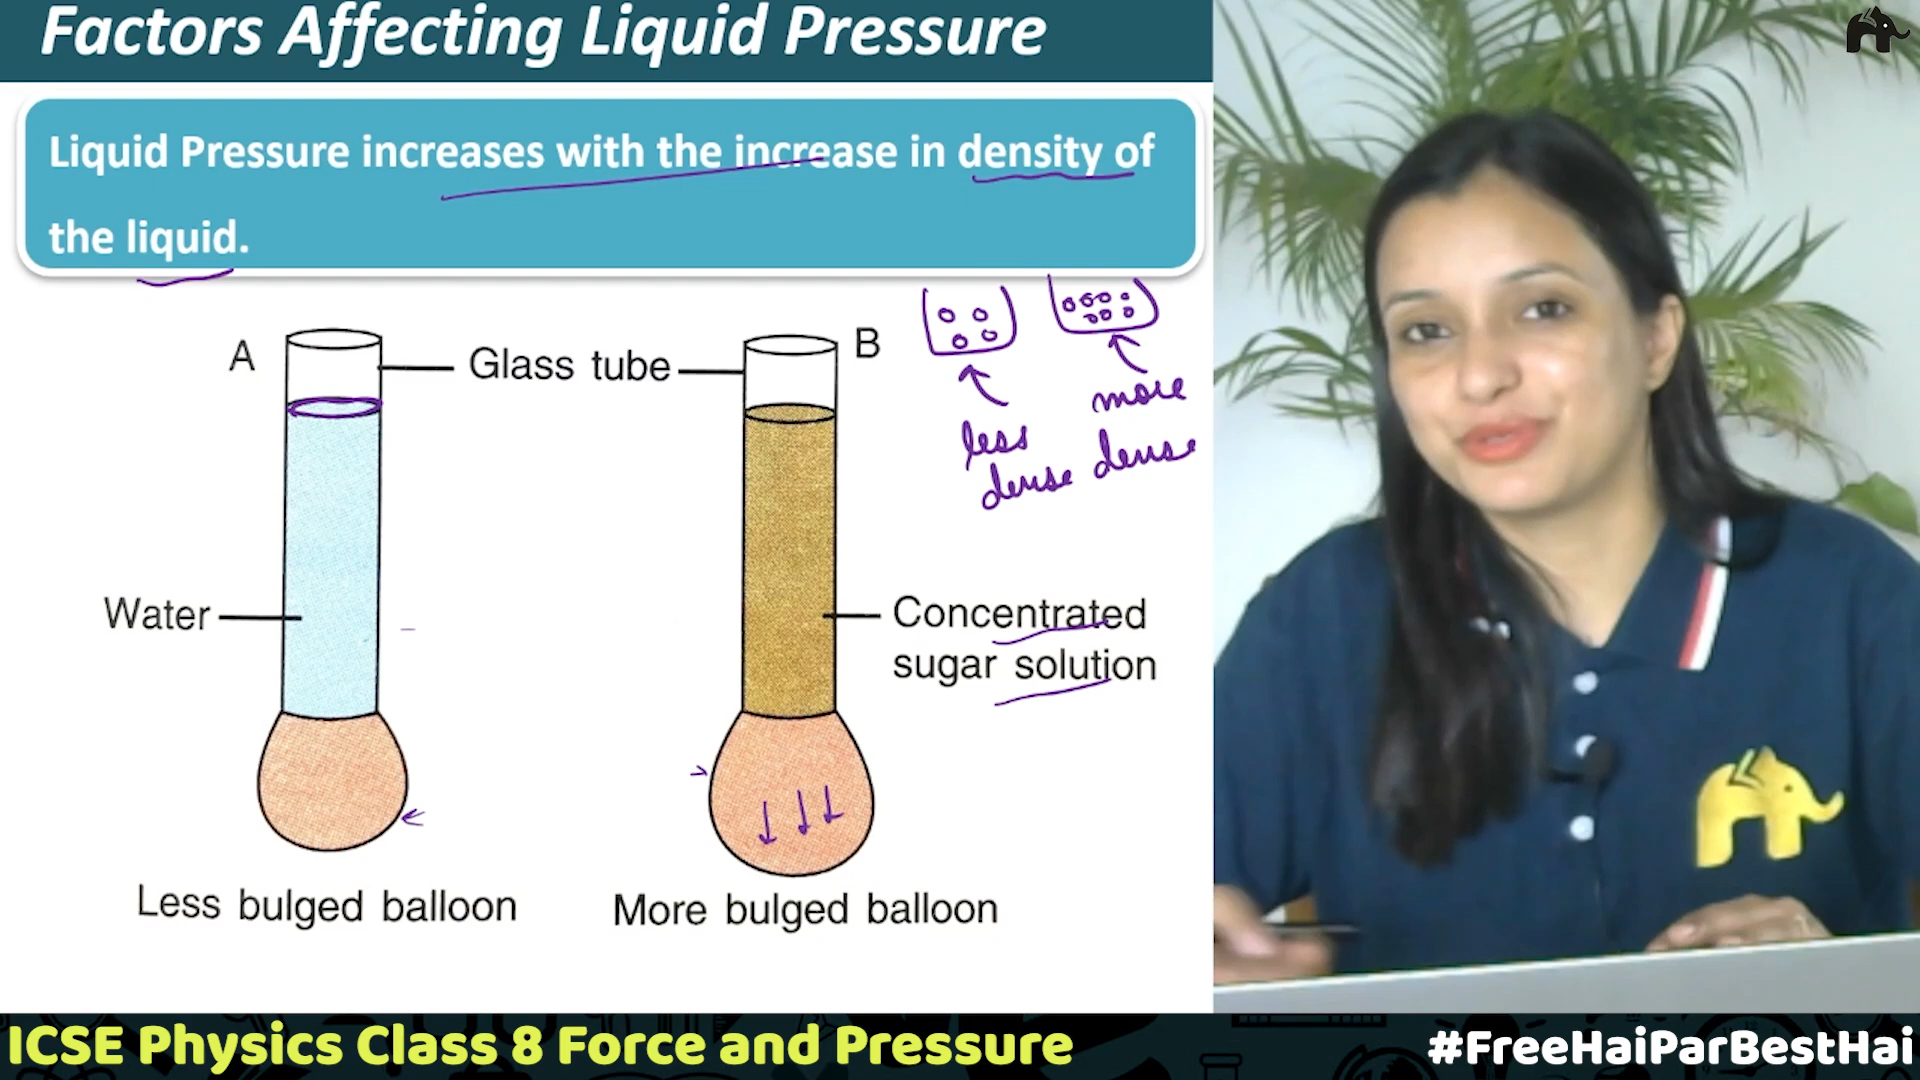 Factors Affecting Liquid Pressure
Liquid Pressure increases with the increase in density of
the liquid.
A
Glass tube
B
less
dense
more
dense
Water
Concentrated
sugar solution
Less bulged balloon
More bulged balloon
ICSE Physics Class 8 Force and Pressure
#FreeHaiParBestHai